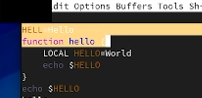 dit Options Buffers Tools Sh-
HELL Hello
function hello {
LOCAL HELLO=World
echo $HELLO
}
echo $HELLO